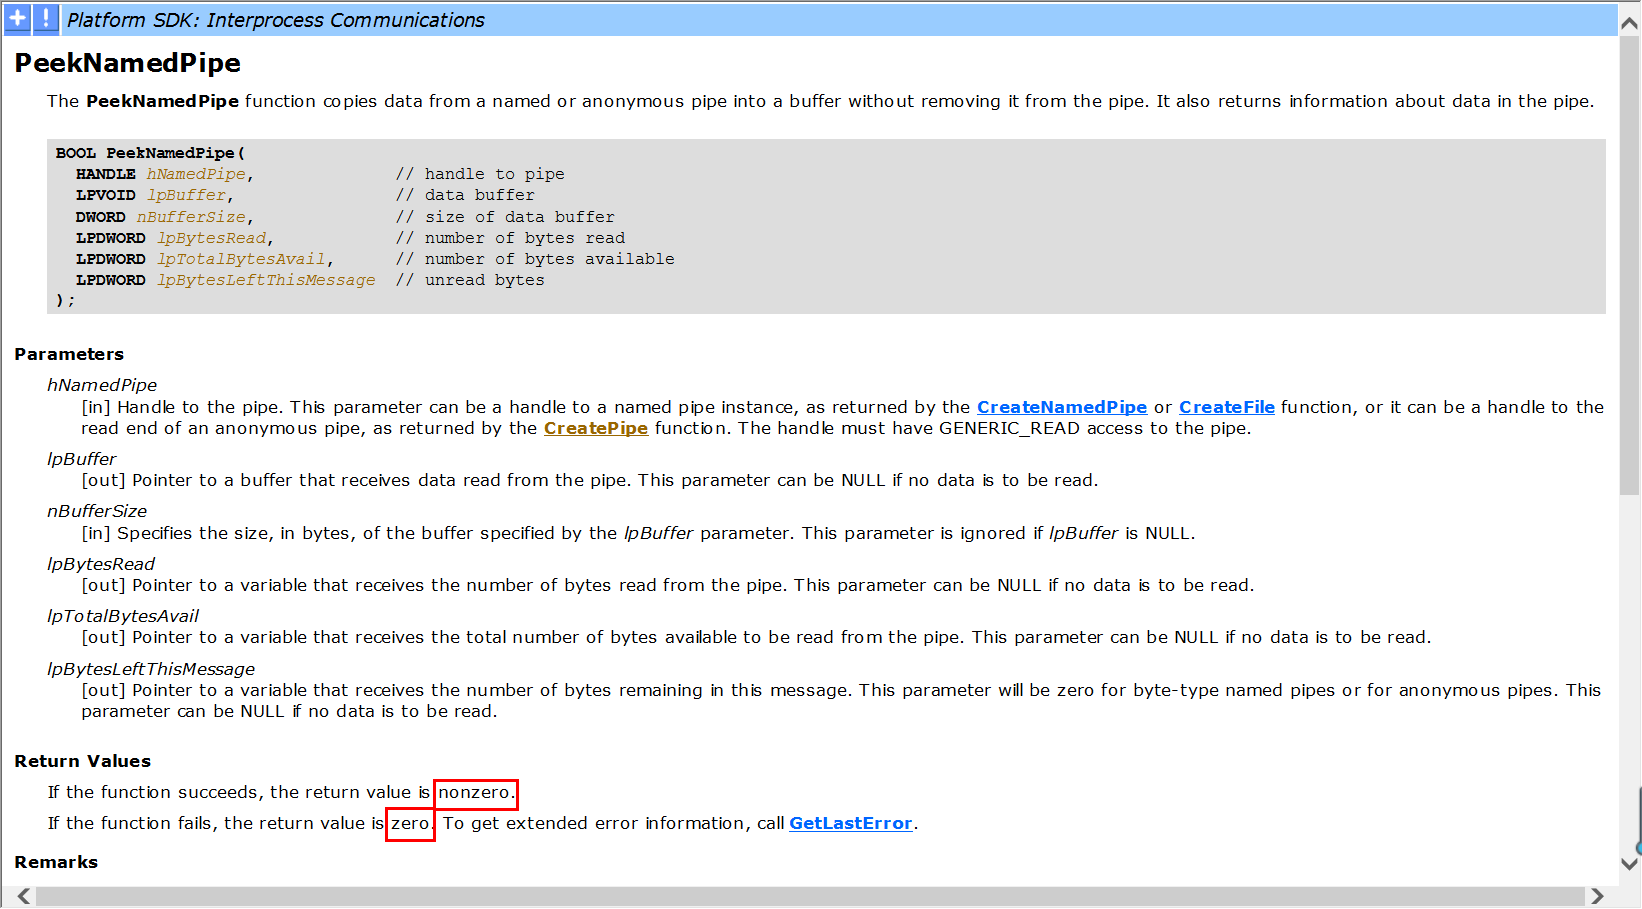 Platform SDK: Interprocess Communications
PeekNamedPipe
The PeekNamedPipe function copies data from a named or anonymous pipe into a buffer without removing it from the pipe. It also returns information about data in the pipe.
BOOL PeekNamedPipe(
HANDLE hNamedPipe, // handle to pipe
LPVOID lpBuffer, // data buffer
DWORD nBufferSize, // size of data buffer
LPDWORD lpBytesRead, // number of bytes read
LPDWORD lpTotalBytesAvail, // number of bytes available
LPDWORD lpBytesLeftThisMessage // unread bytes
);
Parameters
hNamedPipe
[in] Handle to the pipe. This parameter can be a handle to a named pipe instance, as returned by the CreateNamedPipe or CreateFile function, or it can be a handle to the
read end of an anonymous pipe, as returned by the CreatePipe function. The handle must have GENERIC_READ access to the pipe.
lpBuffer
[out] Pointer to a buffer that receives data read from the pipe. This parameter can be NULL if no data is to be read.
nBufferSize
[in] Specifies the size, in bytes, of the buffer specified by the lpBuffer parameter. This parameter is ignored if lpBuffer is NULL.
lpBytesRead
[out] Pointer to a variable that receives the number of bytes read from the pipe. This parameter can be NULL if no data is to be read.
lpTotalBytesAvail
[out] Pointer to a variable that receives the total number of bytes available to be read from the pipe. This parameter can be NULL if no data is to be read.
lpBytesLeftThisMessage
[out] Pointer to a variable that receives the number of bytes remaining in this message. This parameter will be zero for byte-type named pipes or for anonymous pipes. This
parameter can be NULL if no data is to be read.
Return Values
If the function succeeds, the return value is nonzero.
If the function fails, the return value is zero. To get extended error information, call GetLastError.
Remarks